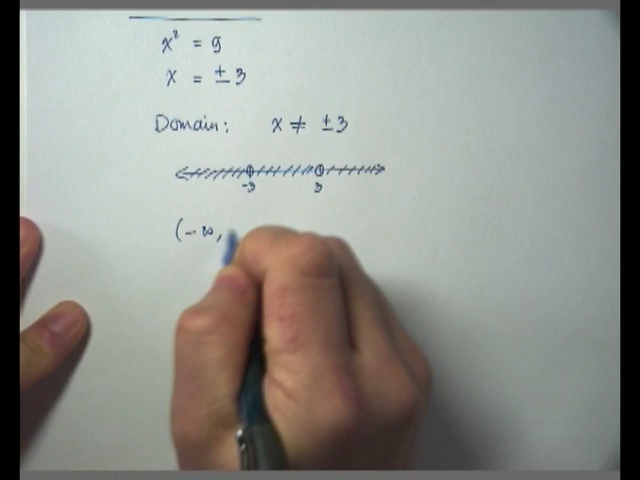 x² = 9
x = ± 3
Domain: x ≠ ±3
-3 3
(-∞,